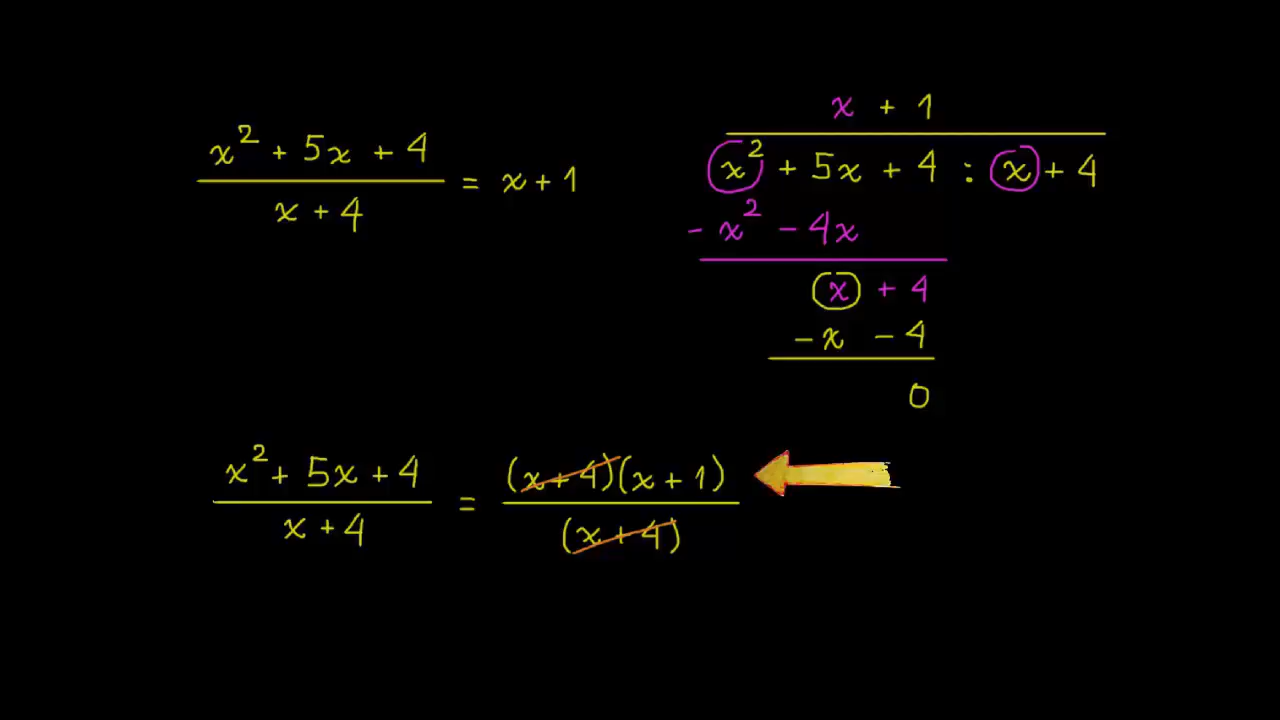 x² + 5x + 4
x + 4
= x + 1
x + 1
x² + 5x + 4 : x + 4
- x² - 4x
x + 4
- x - 4
0
x² + 5x + 4
x + 4
=
(x + 4)(x + 1)
(x + 4)